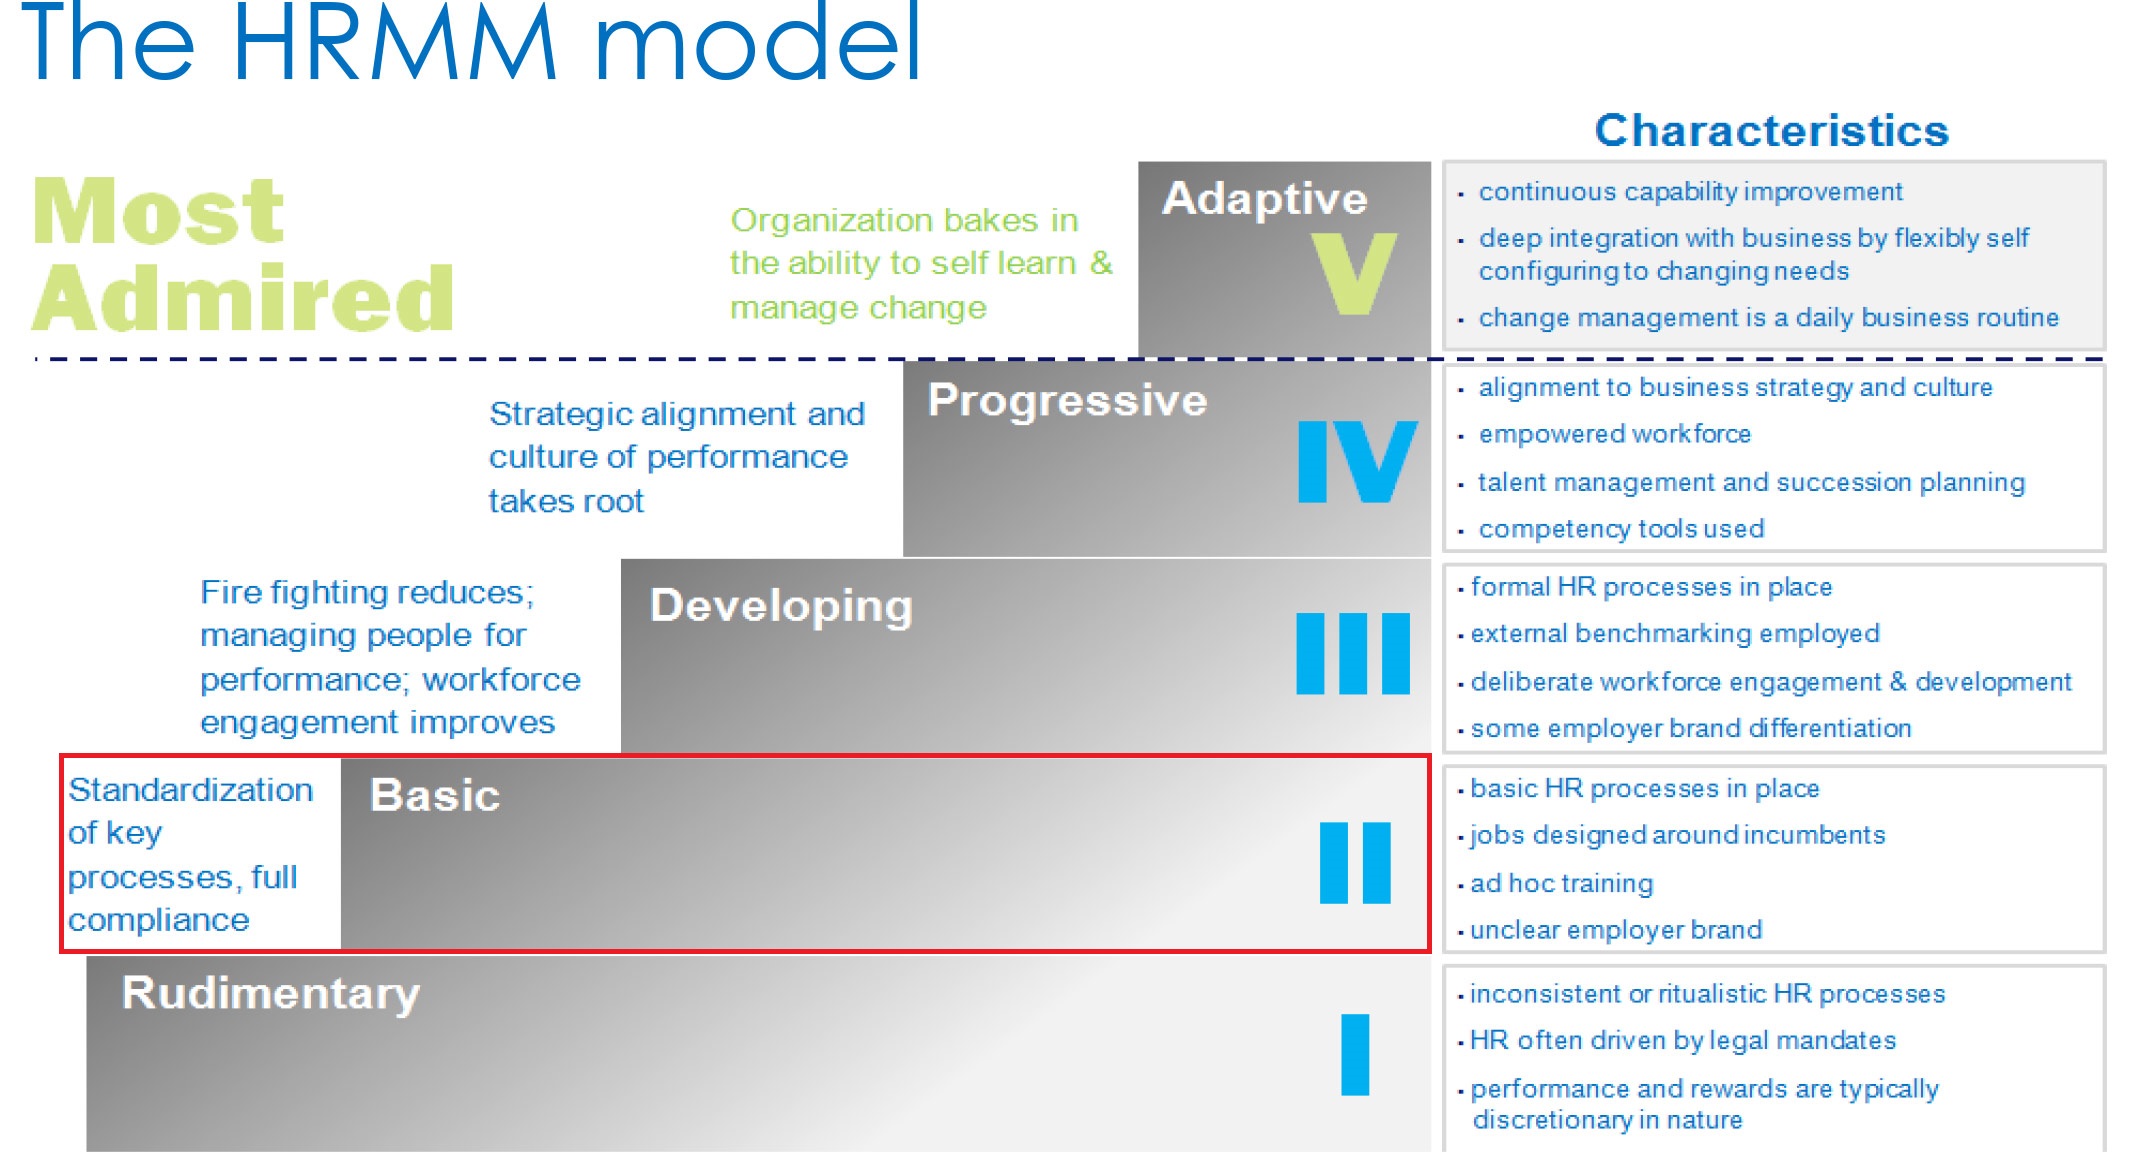 The HRMM model
Characteristics
Most
Admired
Organization bakes in
the ability to self learn &
manage change
Adaptive
V
· continuous capability improvement
· deep integration with business by flexibly self
configuring to changing needs
· change management is a daily business routine
Strategic alignment and
culture of performance
takes root
Progressive
IV
· alignment to business strategy and culture
· empowered workforce
· talent management and succession planning
· competency tools used
Fire fighting reduces;
managing people for
performance; workforce
engagement improves
Developing
III
· formal HR processes in place
· external benchmarking employed
· deliberate workforce engagement & development
· some employer brand differentiation
Standardization
of key
processes, full
compliance
Basic
II
· basic HR processes in place
· jobs designed around incumbents
· ad hoc training
· unclear employer brand
Rudimentary
I
· inconsistent or ritualistic HR processes
· HR often driven by legal mandates
· performance and rewards are typically
discretionary in nature